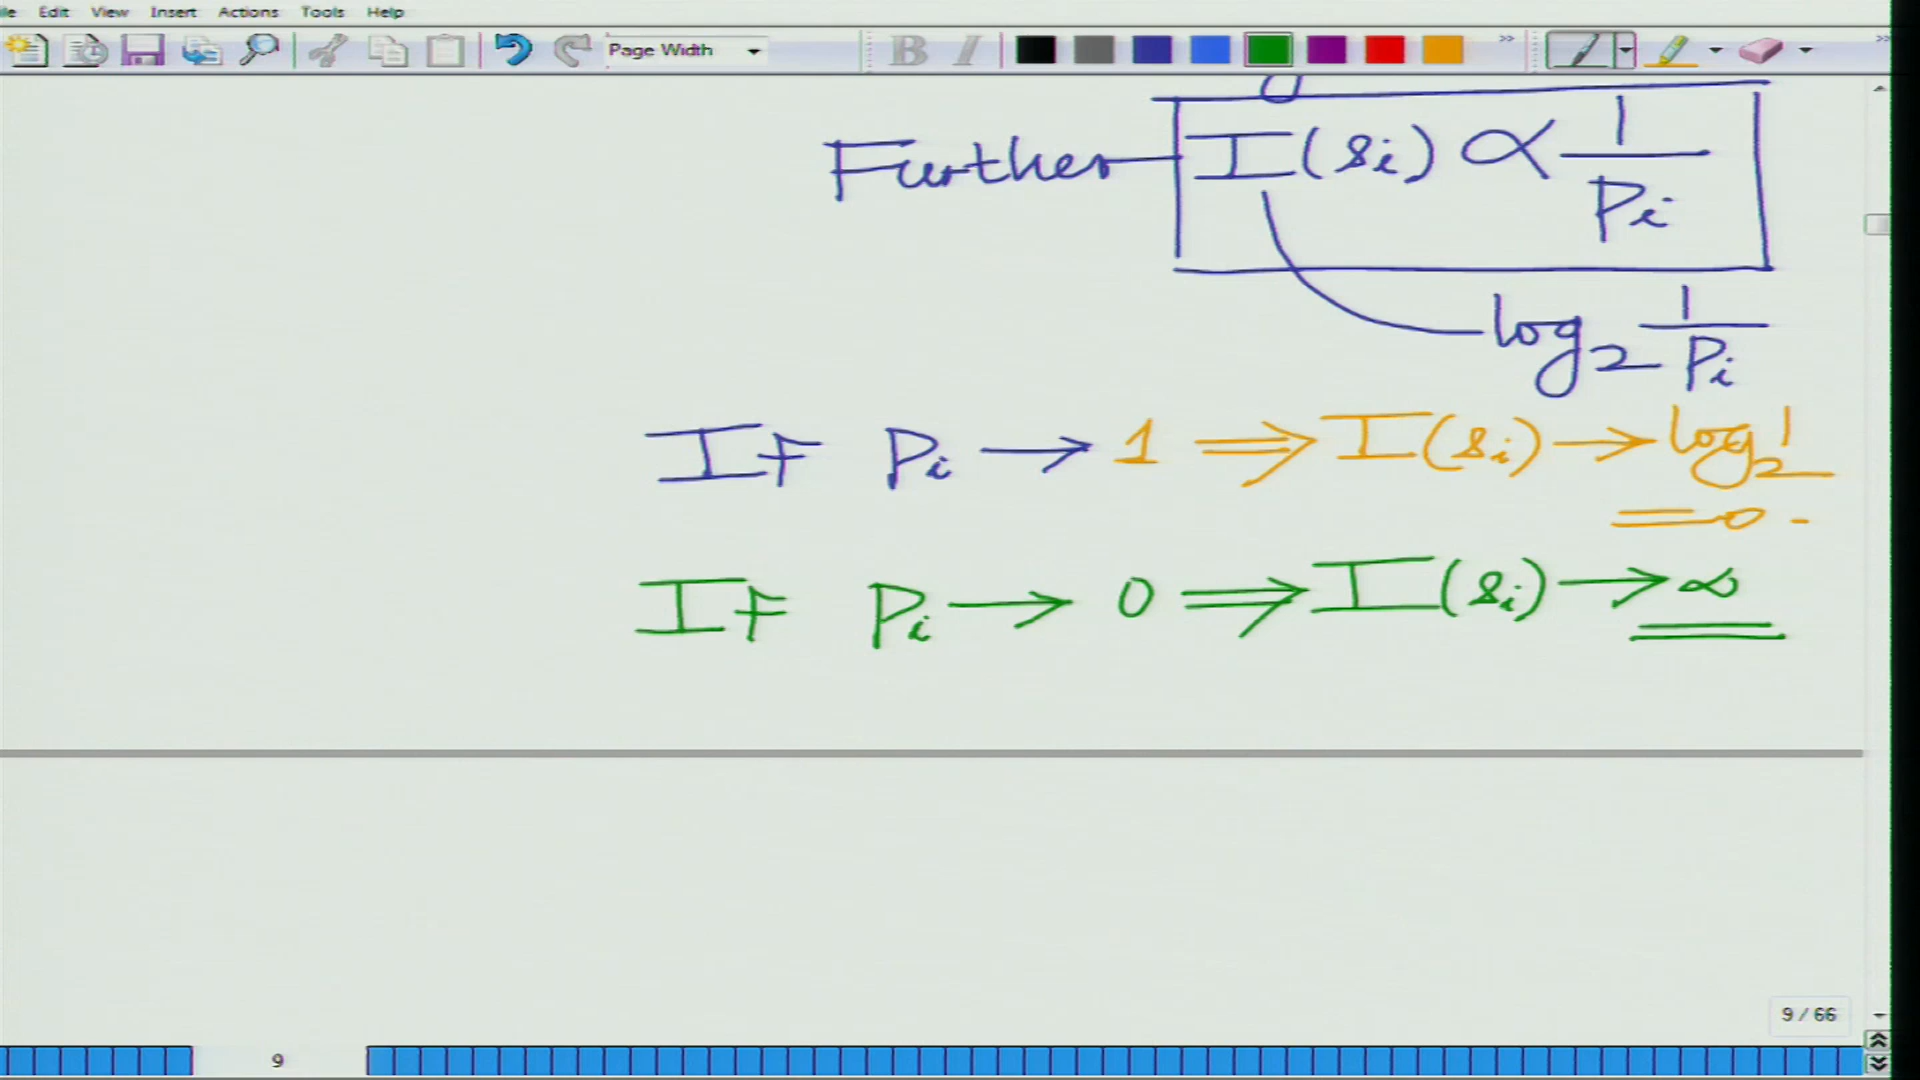 File Edit View Insert Actions Tools Help
Page Width B I
Further I(si) ∝ 1/Pi
log2 1/Pi
IF Pi → 1 ⇒ I(si) → log2 1
= 0.
IF Pi → 0 ⇒ I(si) → ∞
9 / 66
9